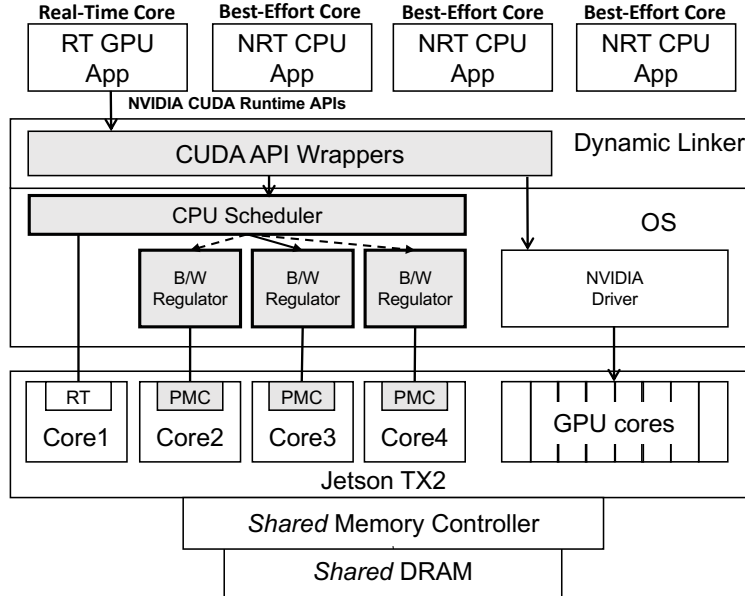 Real-Time Core
Best-Effort Core
Best-Effort Core
Best-Effort Core
RT GPU
App
NRT CPU
App
NRT CPU
App
NRT CPU
App
NVIDIA CUDA Runtime APIs
CUDA API Wrappers
Dynamic Linker
CPU Scheduler
OS
B/W
Regulator
B/W
Regulator
B/W
Regulator
NVIDIA
Driver
RT
PMC
PMC
PMC
Core1
Core2
Core3
Core4
GPU cores
Jetson TX2
Shared Memory Controller
Shared DRAM